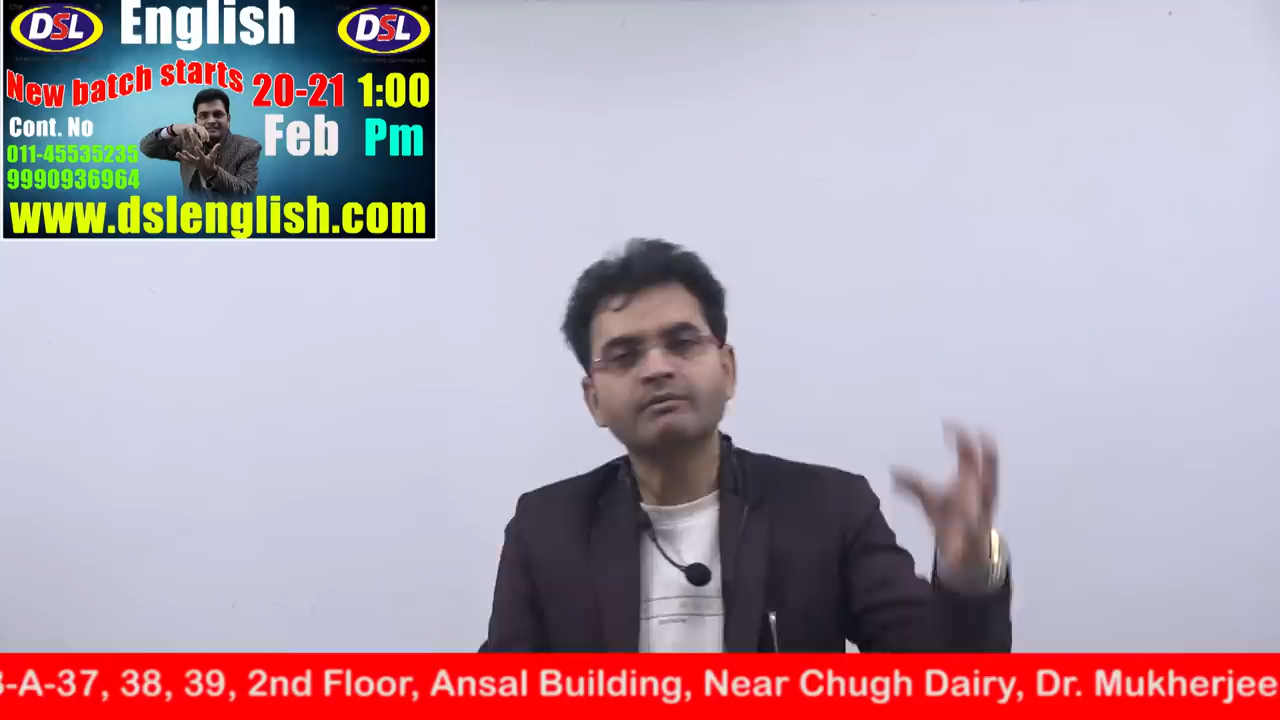 DSL English DSL
New batch starts 20-21 1:00
Cont. No Feb Pm
011-45535235
9990936964
www.dslenglish.com
-A-37, 38, 39, 2nd Floor, Ansal Building, Near Chugh Dairy, Dr. Mukherjee